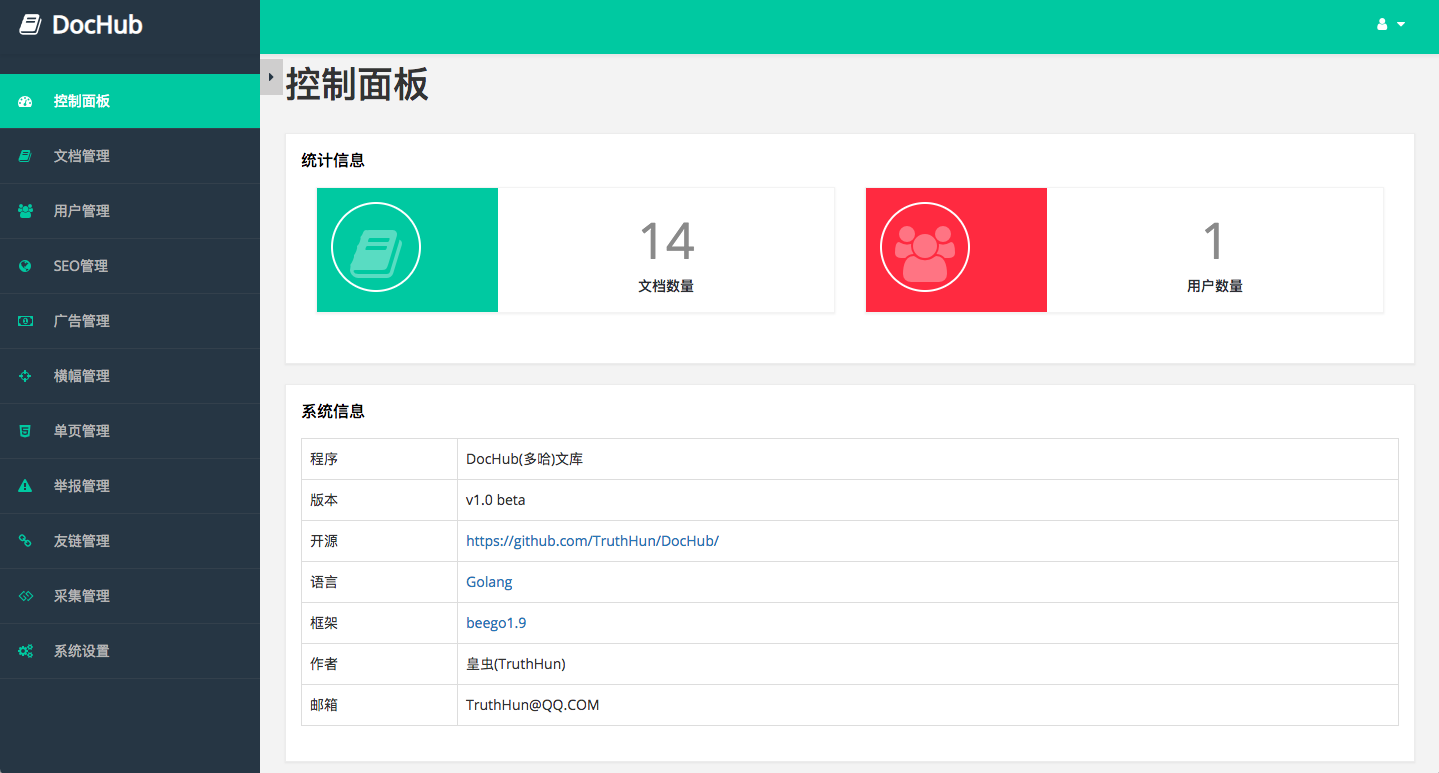 DocHub
控制面板
文档管理
用户管理
SEO管理
广告管理
横幅管理
单页管理
举报管理
友链管理
采集管理
系统设置
控制面板
统计信息
14
文档数量
1
用户数量
系统信息
程序 DocHub(多哈)文库
版本 v1.0 beta
开源 https://github.com/TruthHun/DocHub/
语言 Golang
框架 beego1.9
作者 皇虫(TruthHun)
邮箱 TruthHun@QQ.COM